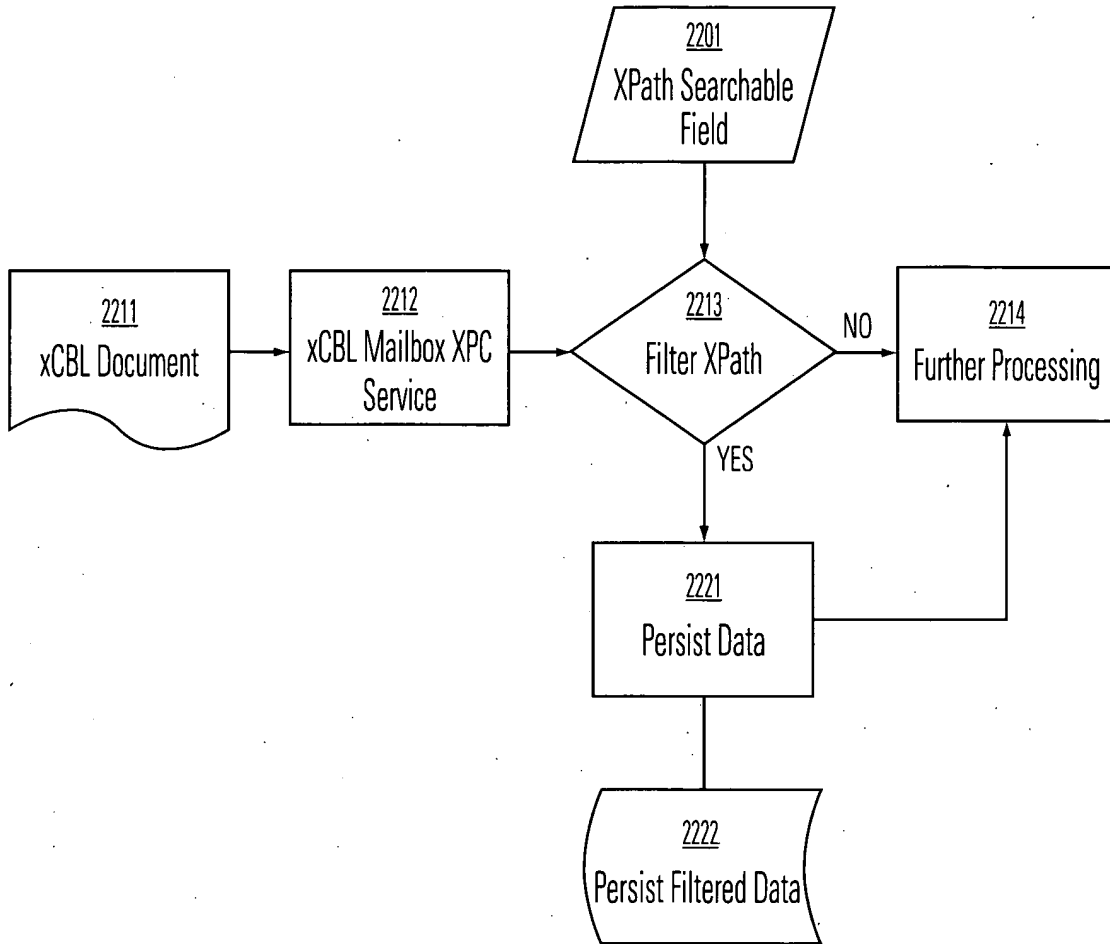 2201
XPath Searchable
Field
2211
xCBL Document
2212
xCBL Mailbox XPC
Service
2213
Filter XPath
NO
2214
Further Processing
YES
2221
Persist Data
2222
Persist Filtered Data